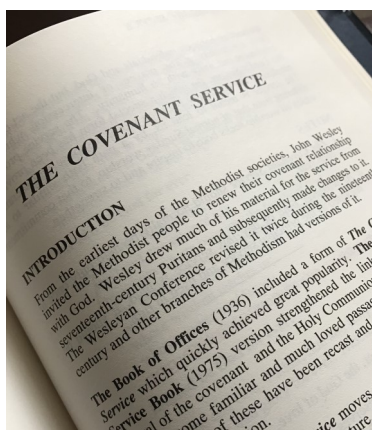 THE COVENANT SERVICE
INTRODUCTION
From the earliest days of the Methodist societies, John Wesley
invited the Methodist people to renew their covenant relationship
with God. Wesley drew much of his material for the service from
seventeenth-century Puritans and subsequently made changes to it.
The Wesleyan Conference revised it twice during the nineteenth
century and other branches of Methodism had versions of it.
The Book of Offices (1936) included a form of The
Service which quickly achieved great popularity. The
Service Book (1975) version strengthened the
of the covenant and the Holy
some familiar and much loved
of these have been recast and
moves